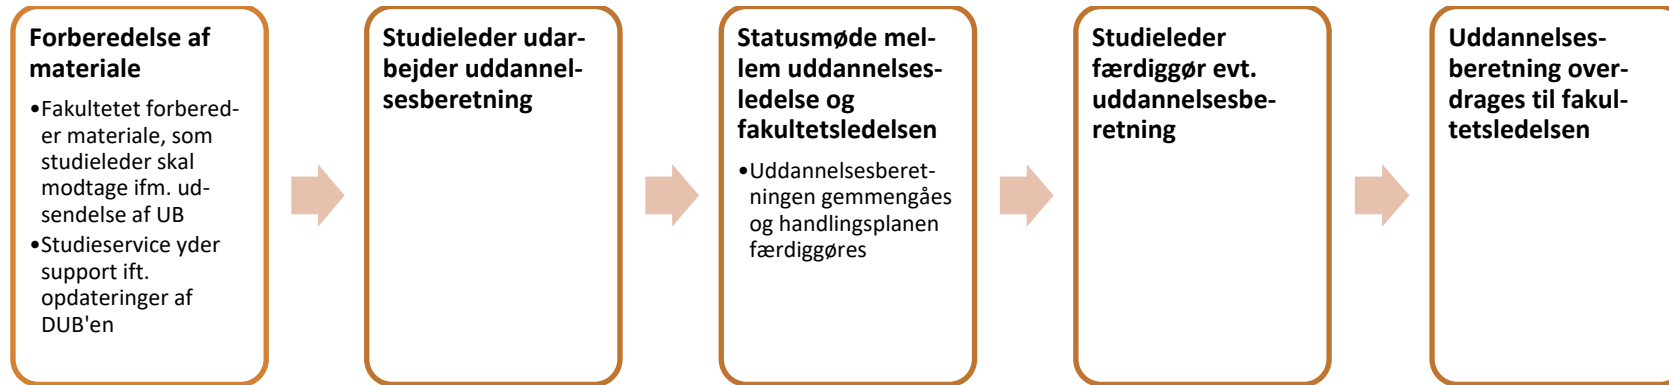 Forberedelse af
materiale
•Fakultetet forbered-
er materiale, som
studieleder skal
modtage ifm. ud-
sendelse af UB
•Studieservice yder
support ift.
opdateringer af
DUB'en
Studieleder udar-
bejder uddannel-
sesberetning
Statusmøde mel-
lem uddannelses-
ledelse og
fakultetsledelsen
•Uddannelsesberet-
ningen gemmengåes
og handlingsplanen
færdiggøres
Studieleder
færdiggør evt.
uddannelsesbe-
retning
Uddannelses-
beretning over-
drages til fakul-
tetsledelsen